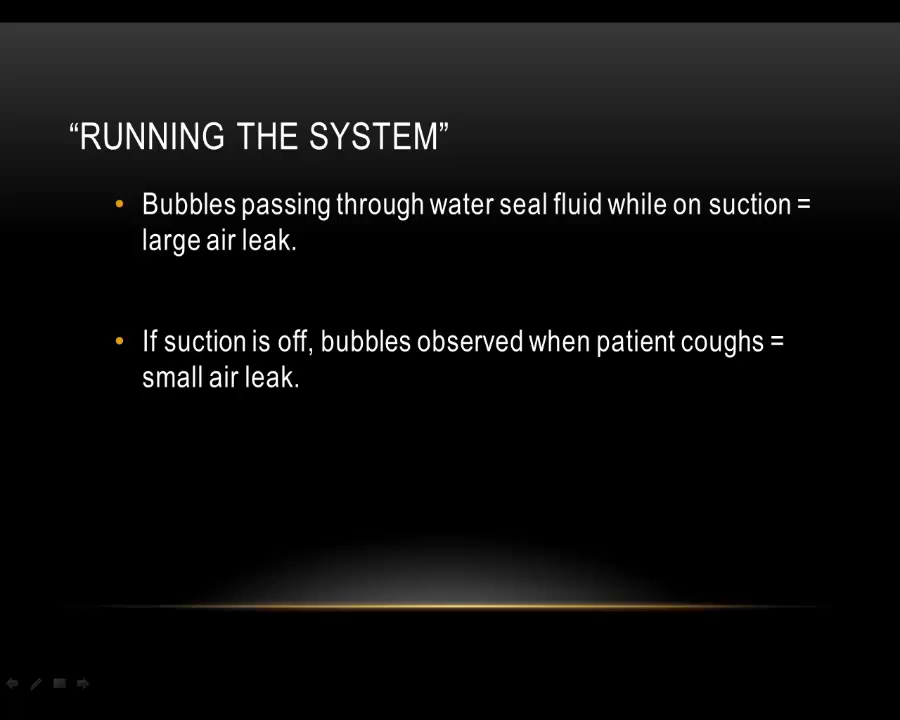 “RUNNING THE SYSTEM”
• Bubbles passing through water seal fluid while on suction =
large air leak.
• If suction is off, bubbles observed when patient coughs =
small air leak.